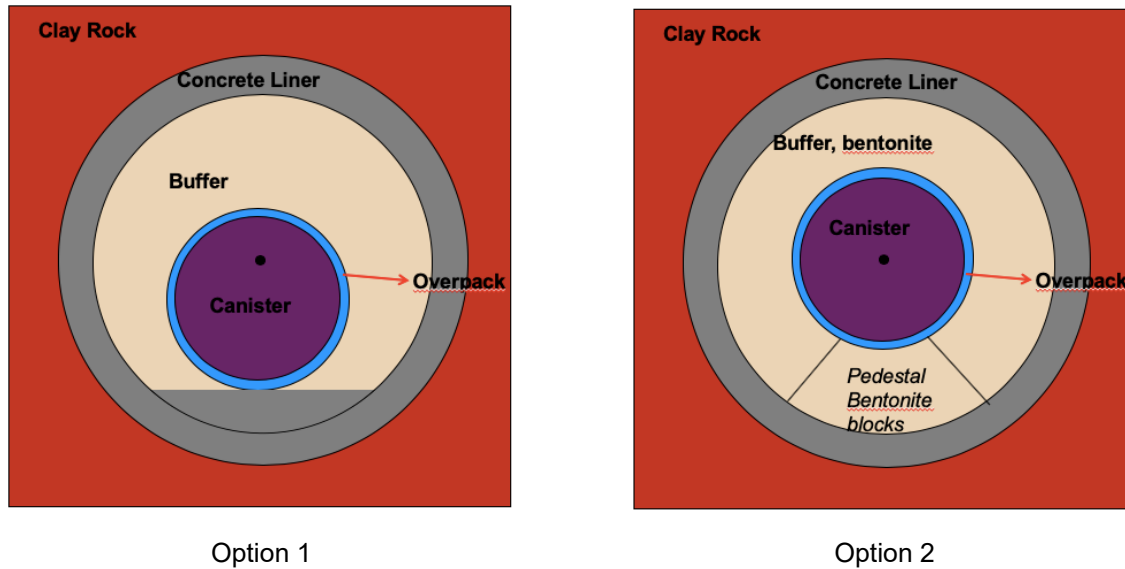 Clay Rock
Concrete Liner
Buffer
Canister
Overpack
Option 1
Clay Rock
Concrete Liner
Buffer, bentonite
Canister
Overpack
Pedestal
Bentonite
blocks
Option 2